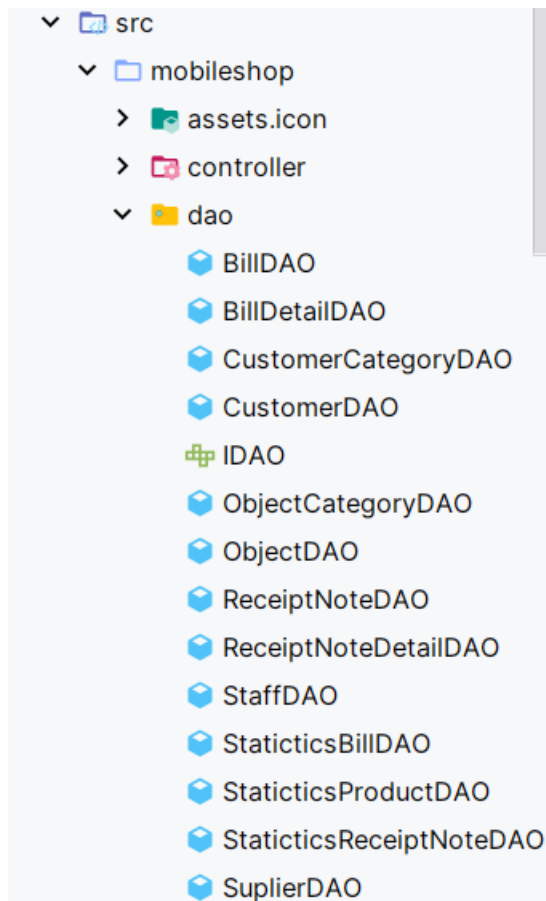 src
mobileshop
assets.icon
controller
dao
BillDAO
BillDetailDAO
CustomerCategoryDAO
CustomerDAO
IDAO
ObjectCategoryDAO
ObjectDAO
ReceiptNoteDAO
ReceiptNoteDetailDAO
StaffDAO
StaticticsBillDAO
StaticticsProductDAO
StaticticsReceiptNoteDAO
SuplierDAO